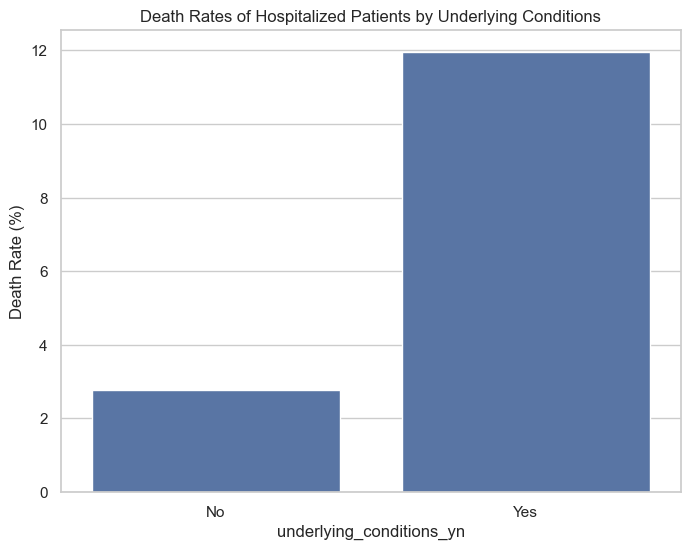 Death Rates of Hospitalized Patients by Underlying Conditions
12
10
8
6
4
2
0
Death Rate (%)
No Yes
underlying_conditions_yn